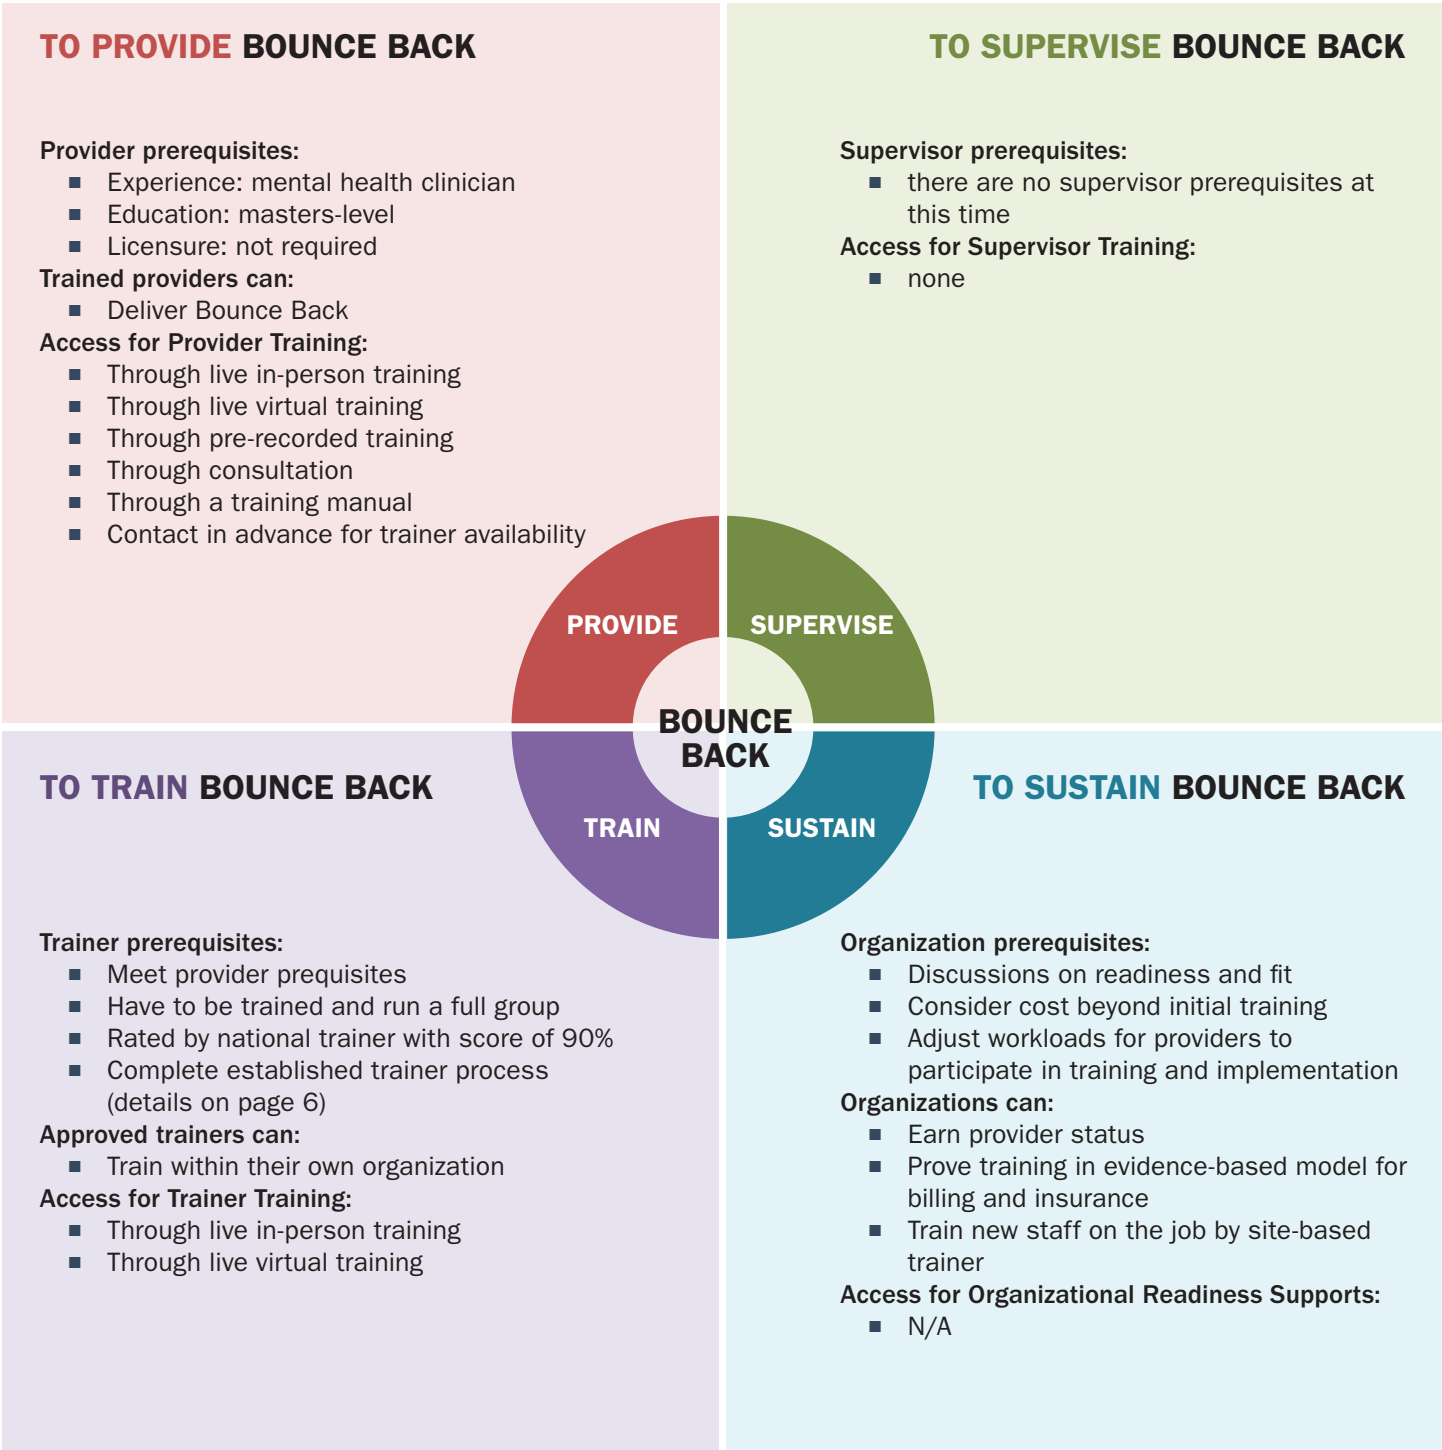 TO PROVIDE BOUNCE BACK
Provider prerequisites:
■ Experience: mental health clinician
■ Education: masters-level
■ Licensure: not required
Trained providers can:
■ Deliver Bounce Back
Access for Provider Training:
■ Through live in-person training
■ Through live virtual training
■ Through pre-recorded training
■ Through consultation
■ Through a training manual
■ Contact in advance for trainer availability
TO SUPERVISE BOUNCE BACK
Supervisor prerequisites:
■ there are no supervisor prerequisites at
this time
Access for Supervisor Training:
■ none
PROVIDE
SUPERVISE
BOUNCE
BACK
TRAIN
SUSTAIN
TO TRAIN BOUNCE BACK
Trainer prerequisites:
■ Meet provider prequisites
■ Have to be trained and run a full group
■ Rated by national trainer with score of 90%
■ Complete established trainer process
(details on page 6)
Approved trainers can:
■ Train within their own organization
Access for Trainer Training:
■ Through live in-person training
■ Through live virtual training
TO SUSTAIN BOUNCE BACK
Organization prerequisites:
■ Discussions on readiness and fit
■ Consider cost beyond initial training
■ Adjust workloads for providers to
participate in training and implementation
Organizations can:
■ Earn provider status
■ Prove training in evidence-based model for
billing and insurance
■ Train new staff on the job by site-based
trainer
Access for Organizational Readiness Supports:
■ N/A